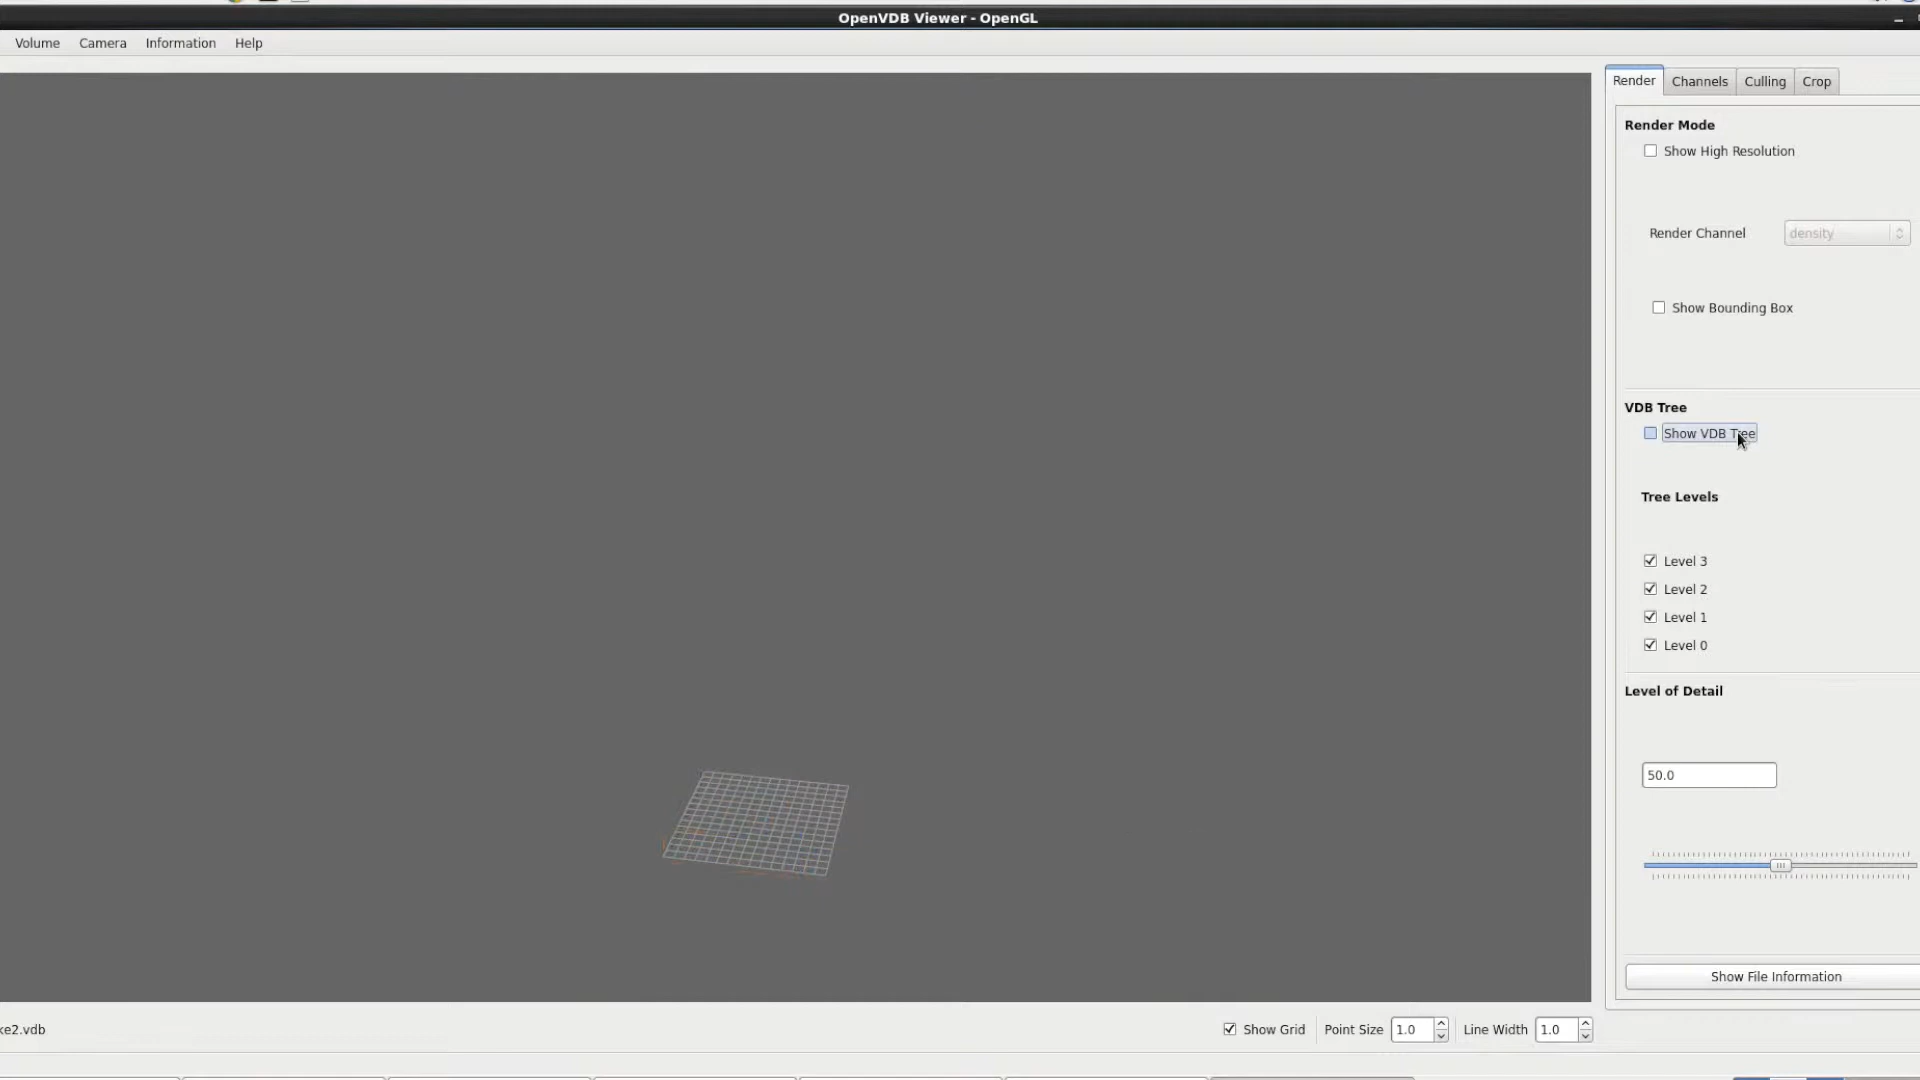 OpenVDB Viewer - OpenGL
Volume Camera Information Help
Render Channels Culling Crop
Render Mode
Show High Resolution
Render Channel density
Show Bounding Box
VDB Tree
Show VDB Tree
Tree Levels
Level 3
Level 2
Level 1
Level 0
Level of Detail
50.0
Show File Information
ke2.vdb Show Grid Point Size 1.0 Line Width 1.0